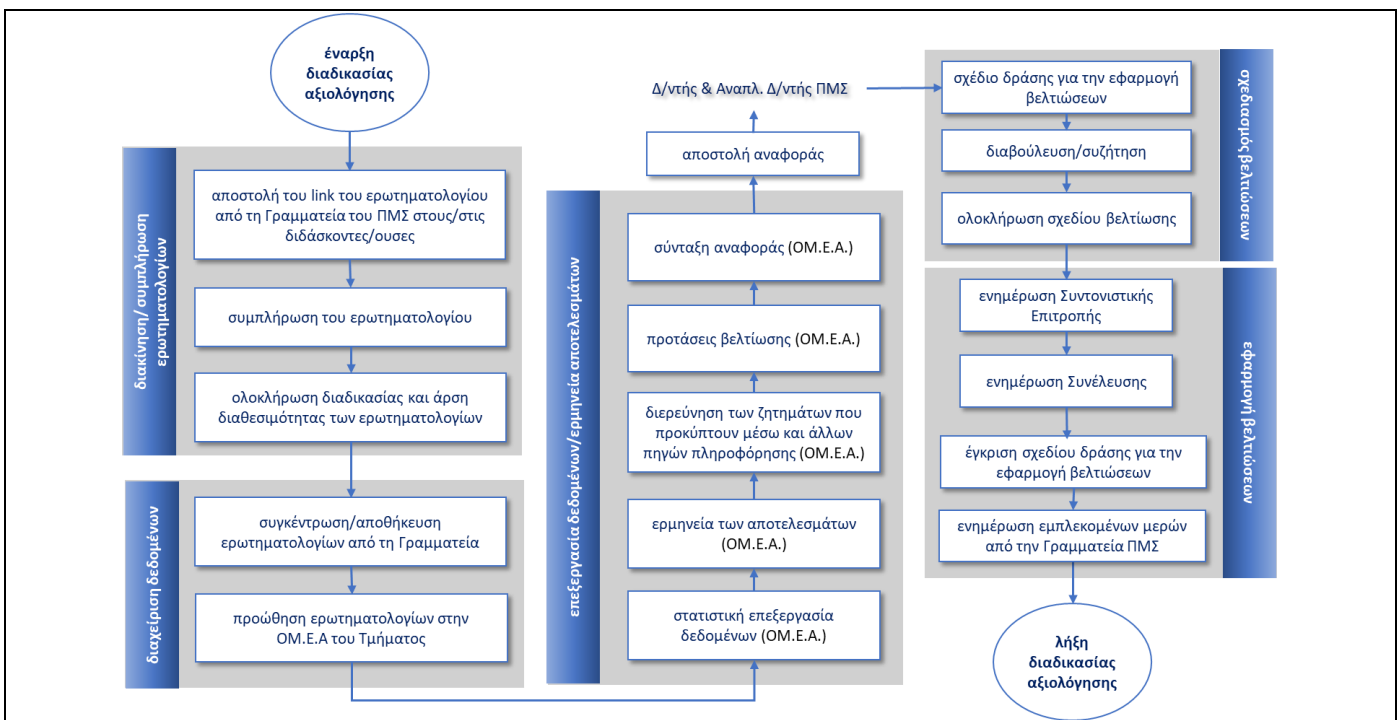 έναρξη
διαδικασίας
αξιολόγησης
διακίνηση/ συμπλήρωση
ερωτηματολογίων
αποστολή του link του ερωτηματολογίου
από τη Γραμματεία του ΠΜΣ στους/στις
διδάσκοντες/ουσες
συμπλήρωση του ερωτηματολογίου
ολοκλήρωση διαδικασίας και άρση
διαθεσιμότητας των ερωτηματολογίων
διαχείριση δεδομένων
συγκέντρωση/αποθήκευση
ερωτηματολογίων από τη Γραμματεία
προώθηση ερωτηματολογίων στην
ΟΜ.Ε.Α του Τμήματος
επεξεργασία δεδομένων/ερμηνεία αποτελεσμάτων
στατιστική επεξεργασία
δεδομένων (ΟΜ.Ε.Α.)
ερμηνεία των αποτελεσμάτων
(ΟΜ.Ε.Α.)
διερεύνηση των ζητημάτων που
προκύπτουν μέσω και άλλων
πηγών πληροφόρησης (ΟΜ.Ε.Α.)
προτάσεις βελτίωσης (ΟΜ.Ε.Α.)
σύνταξη αναφοράς (ΟΜ.Ε.Α.)
αποστολή αναφοράς
Δ/ντής & Αναπλ. Δ/ντής ΠΜΣ
σχεδιασμός βελτιώσεων
σχέδιο δράσης για την εφαρμογή
βελτιώσεων
διαβούλευση/συζήτηση
ολοκλήρωση σχεδίου βελτίωσης
εφαρμογή βελτιώσεων
ενημέρωση Συντονιστικής
Επιτροπής
ενημέρωση Συνέλευσης
έγκριση σχεδίου δράσης για την
εφαρμογή βελτιώσεων
ενημέρωση εμπλεκομένων μερών
από την Γραμματεία ΠΜΣ
λήξη
διαδικασίας
αξιολόγησης